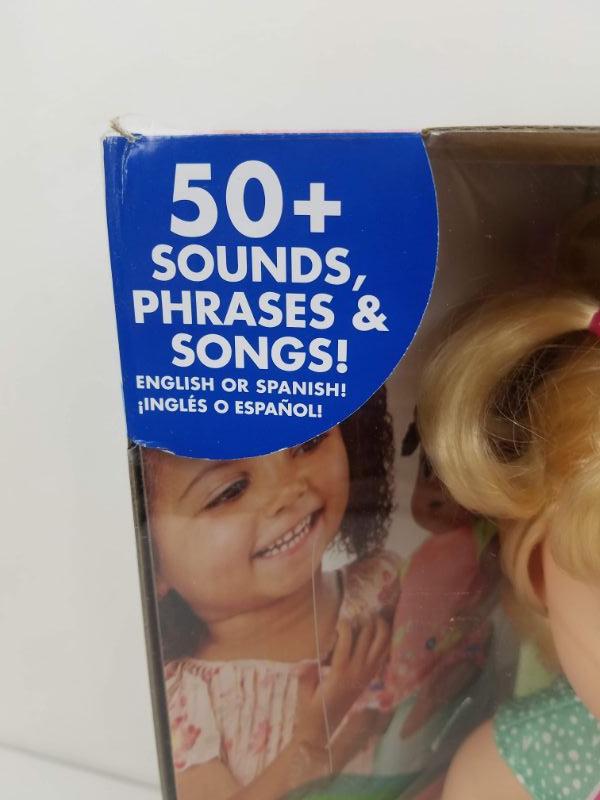 50+
SOUNDS,
PHRASES &
SONGS!
ENGLISH OR SPANISH!
¡INGLÉS O ESPAÑOL!